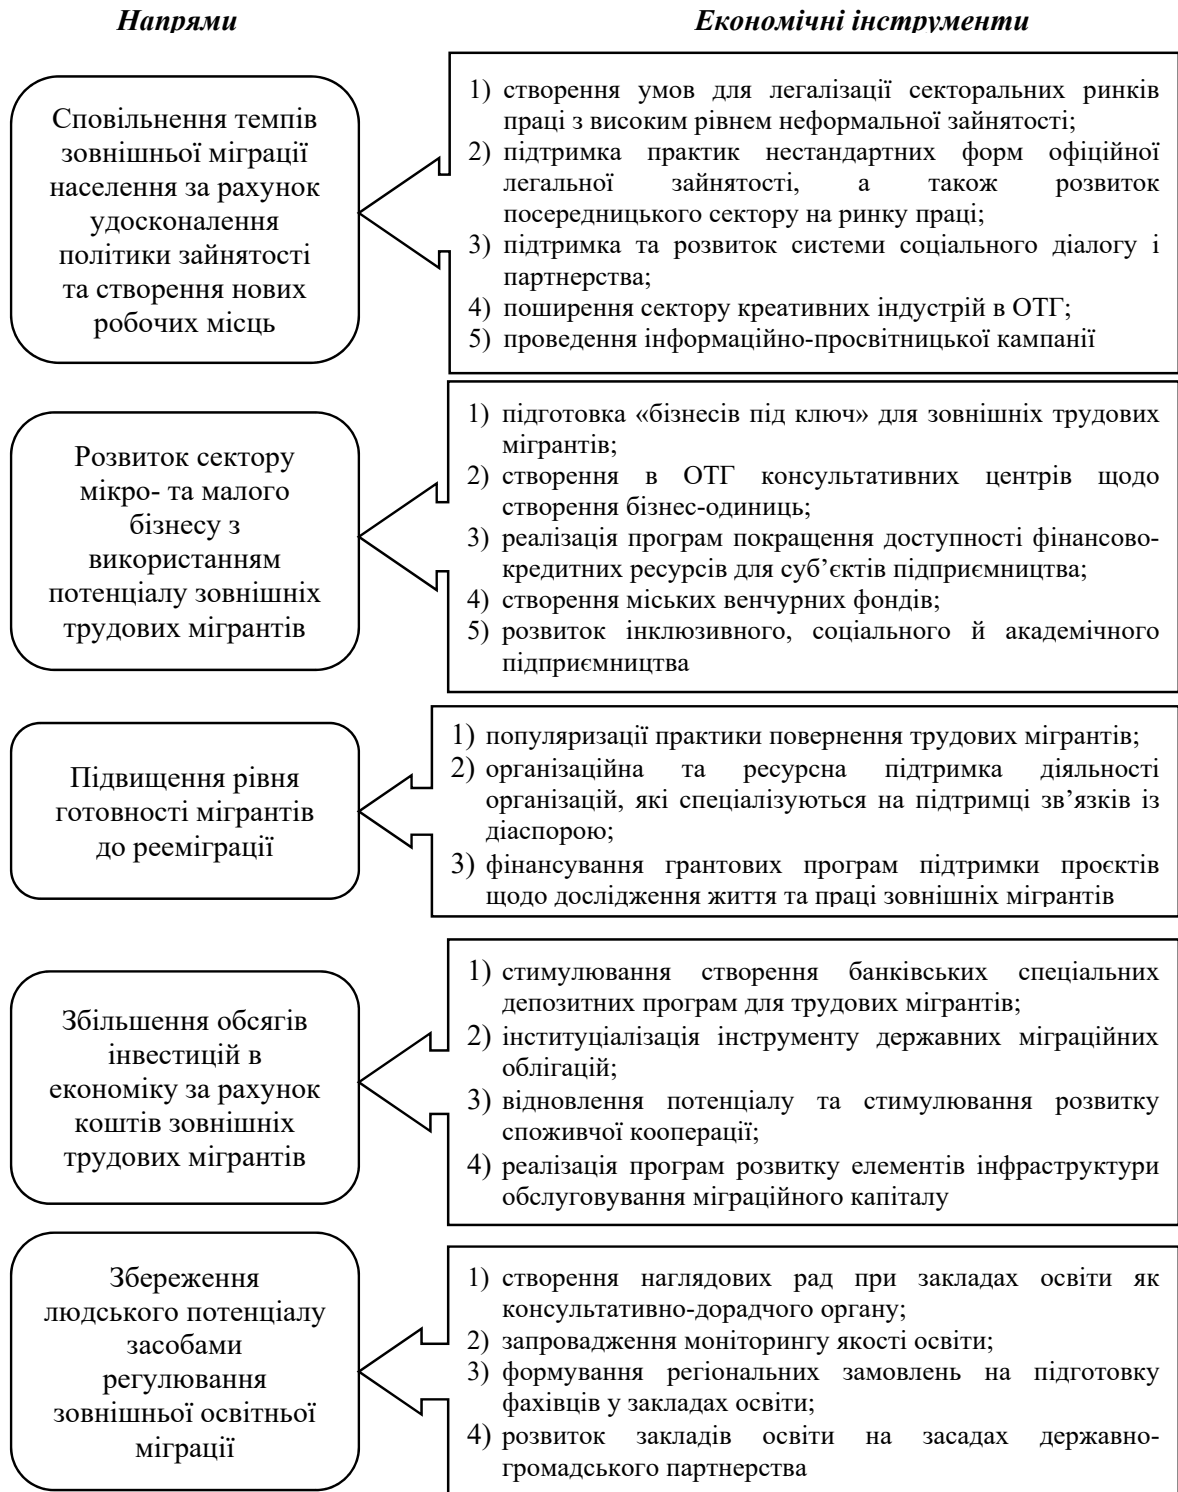 Напрями
Економічні інструменти
Сповільнення темпів
зовнішньої міграції
населення за рахунок
удосконалення
політики зайнятості
та створення нових
робочих місць
1) створення умов для легалізації секторальних ринків
праці з високим рівнем неформальної зайнятості;
2) підтримка практик нестандартних форм офіційної
легальної зайнятості, а також розвиток
посередницького сектору на ринку праці;
3) підтримка та розвиток системи соціального діалогу і
партнерства;
4) поширення сектору креативних індустрій в ОТГ;
5) проведення інформаційно-просвітницької кампанії
Розвиток сектору
мікро- та малого
бізнесу з
використанням
потенціалу зовнішніх
трудових мігрантів
1) підготовка «бізнесів під ключ» для зовнішніх трудових
мігрантів;
2) створення в ОТГ консультативних центрів щодо
створення бізнес-одиниць;
3) реалізація програм покращення доступності фінансово-
кредитних ресурсів для суб’єктів підприємництва;
4) створення міських венчурних фондів;
5) розвиток інклюзивного, соціального й академічного
підприємництва
Підвищення рівня
готовності мігрантів
до рееміграції
1) популяризації практики повернення трудових мігрантів;
2) організаційна та ресурсна підтримка діяльності
організацій, які спеціалізуються на підтримці зв’язків із
діаспорою;
3) фінансування грантових програм підтримки проєктів
щодо дослідження життя та праці зовнішніх мігрантів
Збільшення обсягів
інвестицій в
економіку за рахунок
коштів зовнішніх
трудових мігрантів
1) стимулювання створення банківських спеціальних
депозитних програм для трудових мігрантів;
2) інституціалізація інструменту державних міграційних
облігацій;
3) відновлення потенціалу та стимулювання розвитку
споживчої кооперації;
4) реалізація програм розвитку елементів інфраструктури
обслуговування міграційного капіталу
Збереження
людського потенціалу
засобами
регулювання
зовнішньої освітньої
міграції
1) створення наглядових рад при закладах освіти як
консультативно-дорадчого органу;
2) запровадження моніторингу якості освіти;
3) формування регіональних замовлень на підготовку
фахівців у закладах освіти;
4) розвиток закладів освіти на засадах державно-
громадського партнерства